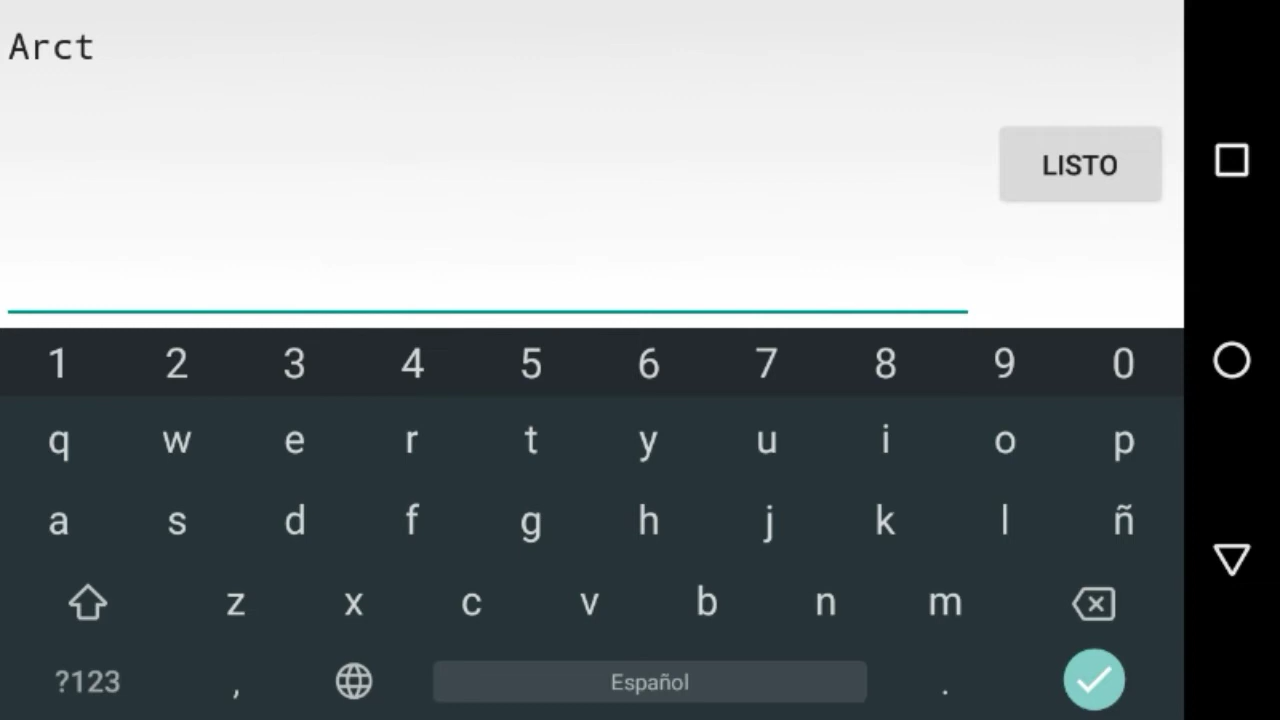 Arct
LISTO
1 2 3 4 5 6 7 8 9 0
q w e r t y u i o p
a s d f g h j k l ñ
z x c v b n m
?123 , Español .